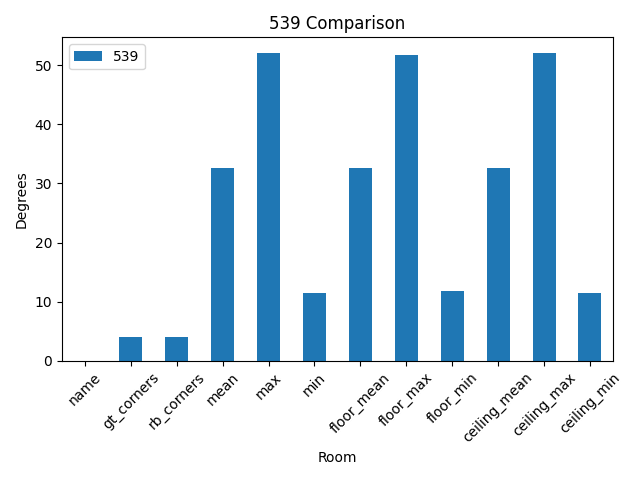 539 Comparison
539
Degrees
50
40
30
20
10
0
name
gt_corners
rb_corners
mean
max
min
floor_mean
floor_max
floor_min
ceiling_mean
ceiling_max
ceiling_min
Room